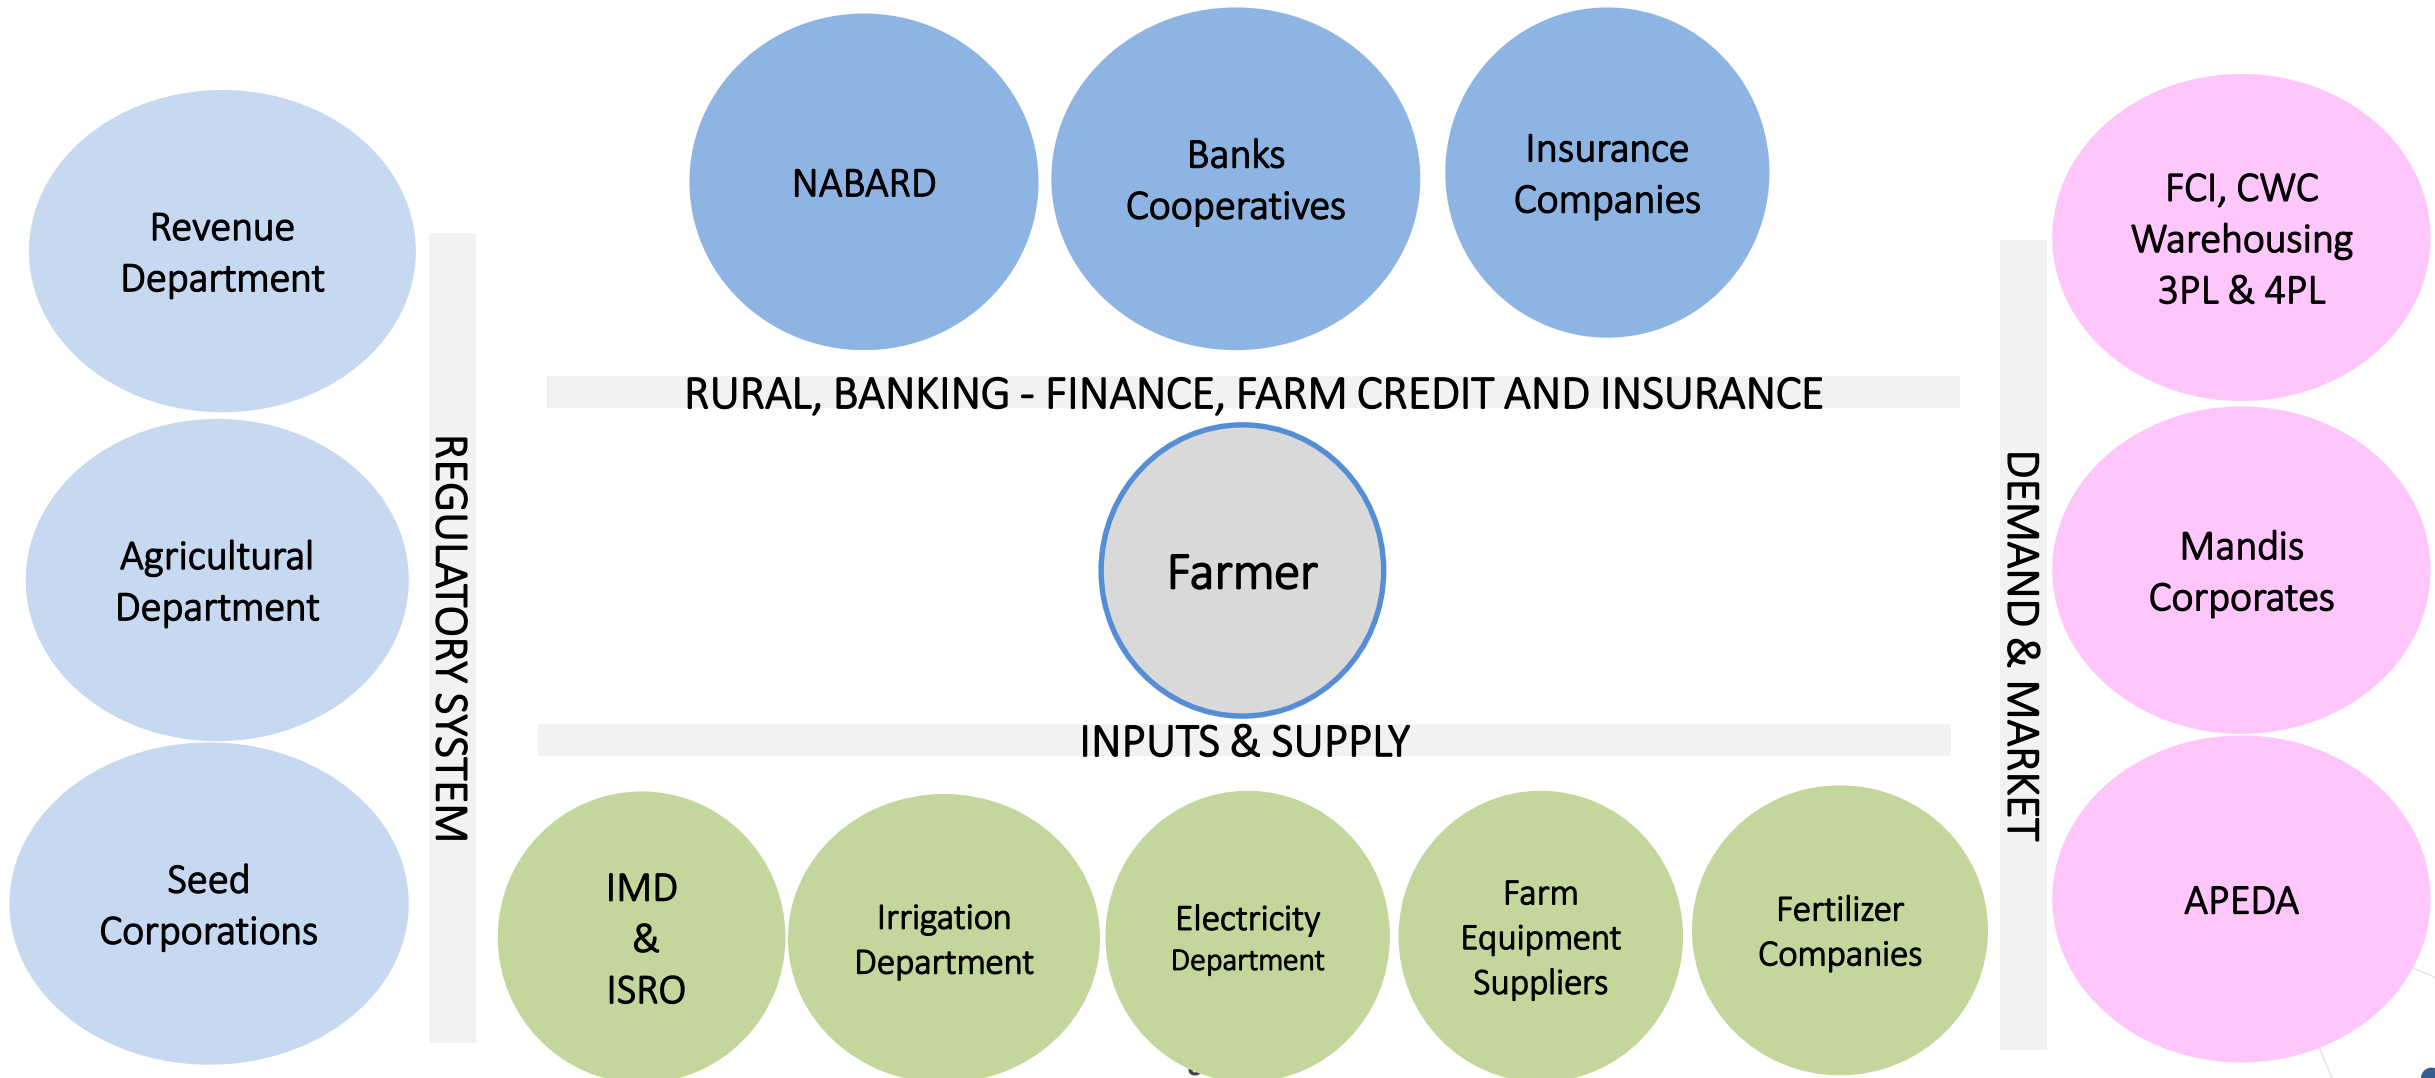 NABARD
Banks
Cooperatives
Insurance
Companies
Revenue
Department
Agricultural
Department
Seed
Corporations
REGULATORY SYSTEM
RURAL, BANKING - FINANCE, FARM CREDIT AND INSURANCE
Farmer
INPUTS & SUPPLY
IMD
&
ISRO
Irrigation
Department
Electricity
Department
Farm
Equipment
Suppliers
Fertilizer
Companies
DEMAND & MARKET
FCI, CWC
Warehousing
3PL & 4PL
Mandis
Corporates
APEDA